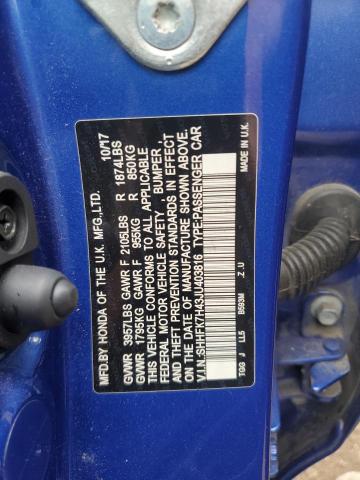 MFD.BY HONDA OF THE U.K. MFG.,LTD. 10/17
GVWR 3957LBS GAWR F 2105LBS R 1874LBS
GVWR 1795KG GAWR F 955KG R 850KG
THIS VEHICLE CONFORMS TO ALL APPLICABLE
FEDERAL MOTOR VEHICLE SAFETY , BUMPER ,
AND THEFT PREVENTION STANDARDS IN EFFECT
ON THE DATE OF MANUFACTURE SHOWN ABOVE.
V.I.N.:SHHFK7H43JU403816 TYPE:PASSENGER CAR
MADE IN U.K.
TGG J LL5 B593M Z . U